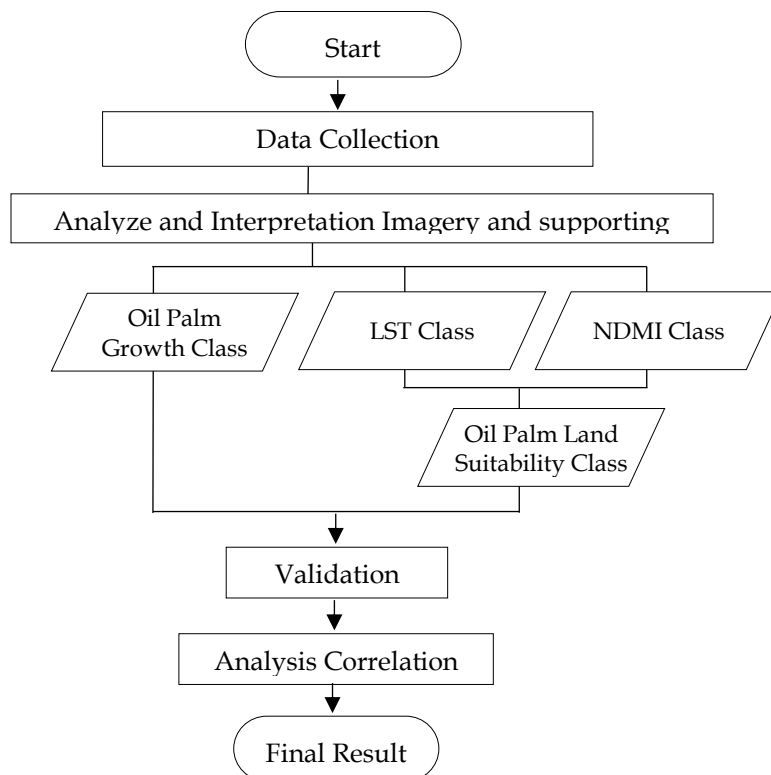 Start
Data Collection
Analyze and Interpretation Imagery and supporting
Oil Palm
Growth Class
LST Class
NDMI Class
Oil Palm Land
Suitability Class
Validation
Analysis Correlation
Final Result